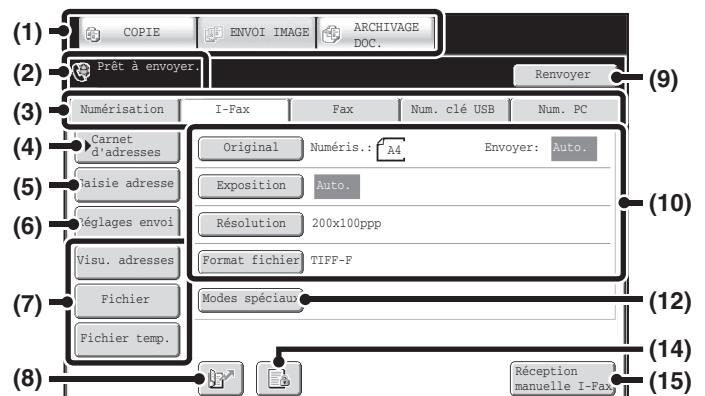 (1)
COPIE
ENVOI IMAGE
ARCHIVAGE
DOC.
(2)
Prêt à envoyer.
Renvoyer
(9)
(3)
Numérisation
I-Fax
Fax
Num. clé USB
Num. PC
(4)
Carnet
d'adresses
Original
Numéris.:
A4
Envoyer:
Auto.
(5)
Saisie adresse
Exposition
Auto.
(10)
(6)
Réglages envoi
Résolution
200x100ppp
Visu. adresses
Format fichier
TIFF-F
(7)
Fichier
Modes spéciaux
(12)
Fichier temp.
(14)
(8)
Réception
manuelle I-Fax
(15)